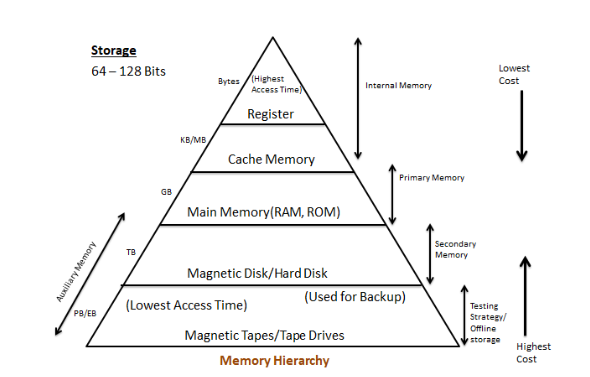 Storage
64 – 128 Bits
Bytes
(Highest
Access Time)
Register
Internal Memory
Lowest
Cost
KB/MB
Cache Memory
Primary Memory
GB
Main Memory(RAM, ROM)
Secondary
Memory
Auxiliary Memory
TB
Magnetic Disk/Hard Disk
(Lowest Access Time)
(Used for Backup)
PB/EB
Testing
Strategy/
Offline
storage
Magnetic Tapes/Tape Drives
Highest
Cost
Memory Hierarchy